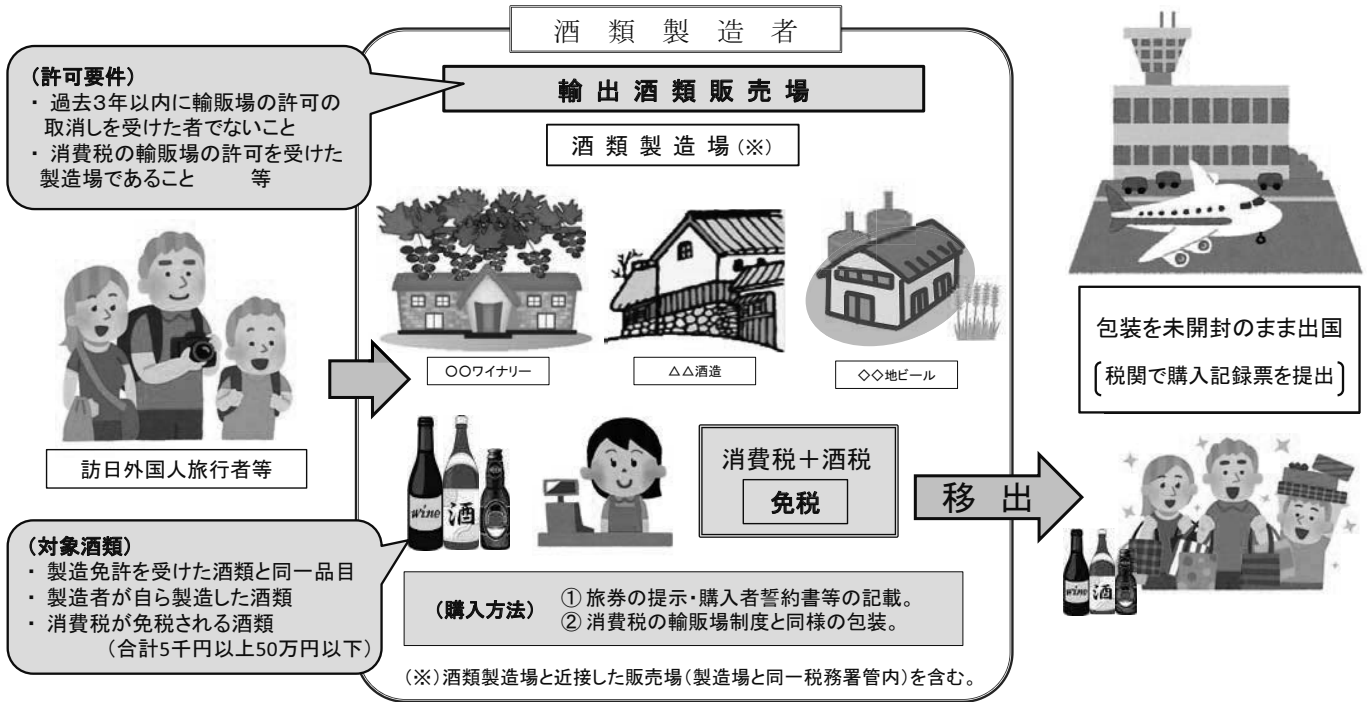 酒類製造者
輸出酒類販売場
酒類製造場(※)
(許可要件)
・ 過去3年以内に輸販場の許可の
取消しを受けた者でないこと
・ 消費税の輸販場の許可を受けた
製造場であること 等
○○ワイナリー
△△酒造
◇◇地ビール
訪日外国人旅行者等
wine
酒
消費税+酒税
免税
移出
包装を未開封のまま出国
〔税関で購入記録票を提出〕
wine
酒
(対象酒類)
・ 製造免許を受けた酒類と同一品目
・ 製造者が自ら製造した酒類
・ 消費税が免税される酒類
(合計5千円以上50万円以下)
(購入方法)
① 旅券の提示・購入者誓約書等の記載。
② 消費税の輸販場制度と同様の包装。
(※)酒類製造場と近接した販売場(製造場と同一税務署管内)を含む。